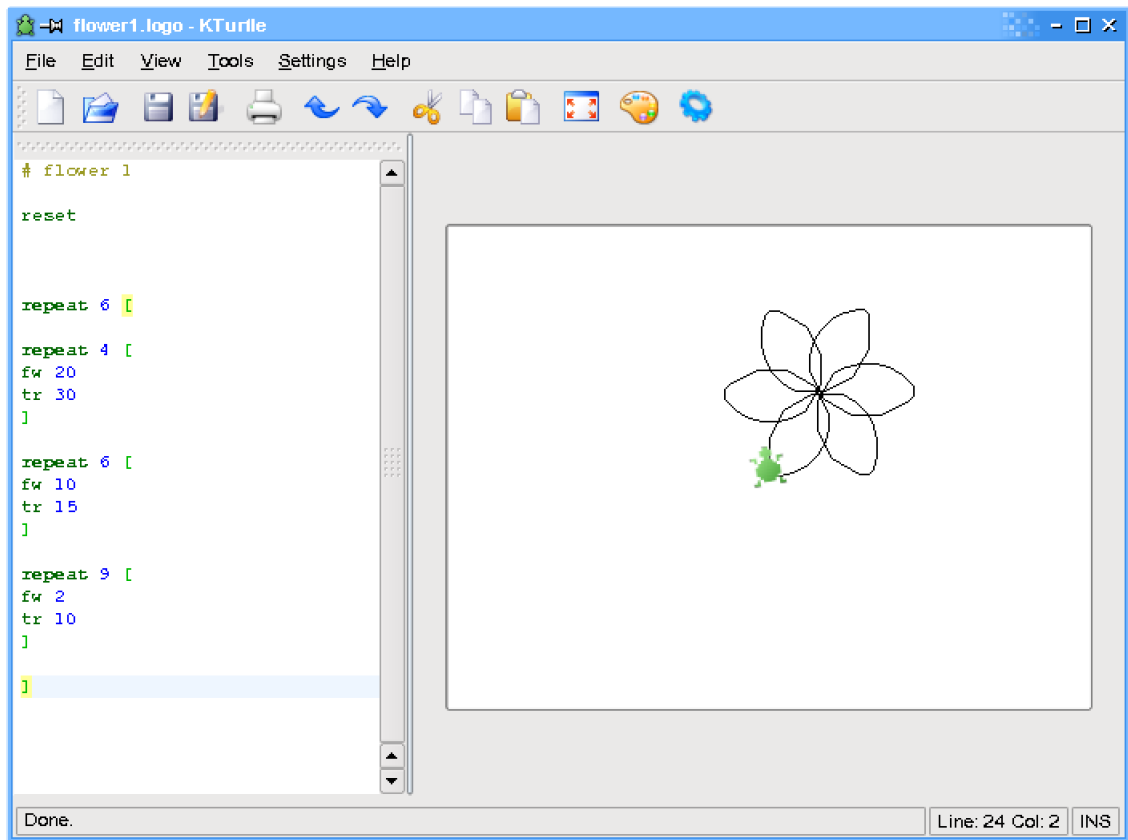 flower1.logo - KTurtle
File Edit View Tools Settings Help
# flower 1
reset
repeat 6 [
repeat 4 [
fw 20
tr 30
]
repeat 6 [
fw 10
tr 15
]
repeat 9 [
fw 2
tr 10
]
]
Done.
Line: 24 Col: 2 INS